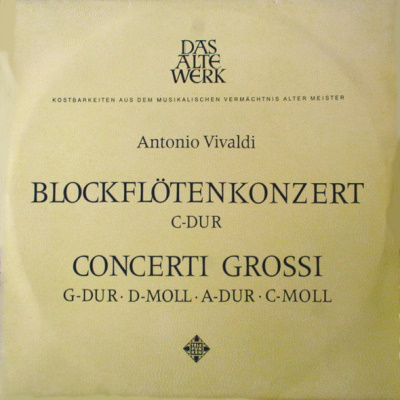 DAS
ALTE
WERK
KOSTBARKEITEN AUS DEM MUSIKALISCHEN VERMÄCHTNIS ALTER MEISTER
Antonio Vivaldi
BLOCKFLÖTENKONZERT
C-DUR
CONCERTI GROSSI
G-DUR · D-MOLL · A-DUR · C-MOLL